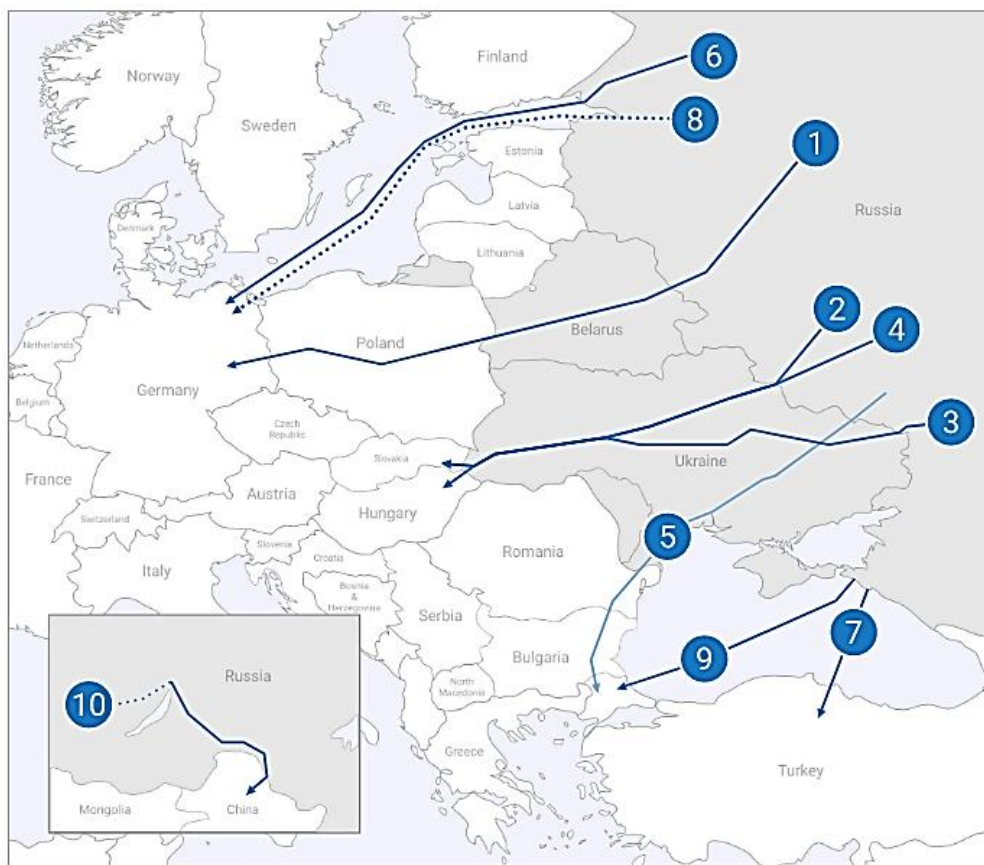 Norway
Finland
6
Sweden
8
1
Estonia
Russia
Latvia
Denmark
Lithuania
2
Belarus
4
Netherlands
Poland
Germany
Belgium
3
Czech
Republic
Ukraine
Slovakia
France
Austria
Hungary
Switzerland
5
Slovenia
Romania
Croatia
Italy
Bosnia
&
Herzegovina
Serbia
7
9
Bulgaria
Russia
North
Macedonia
10
Greece
Turkey
Mongolia
China